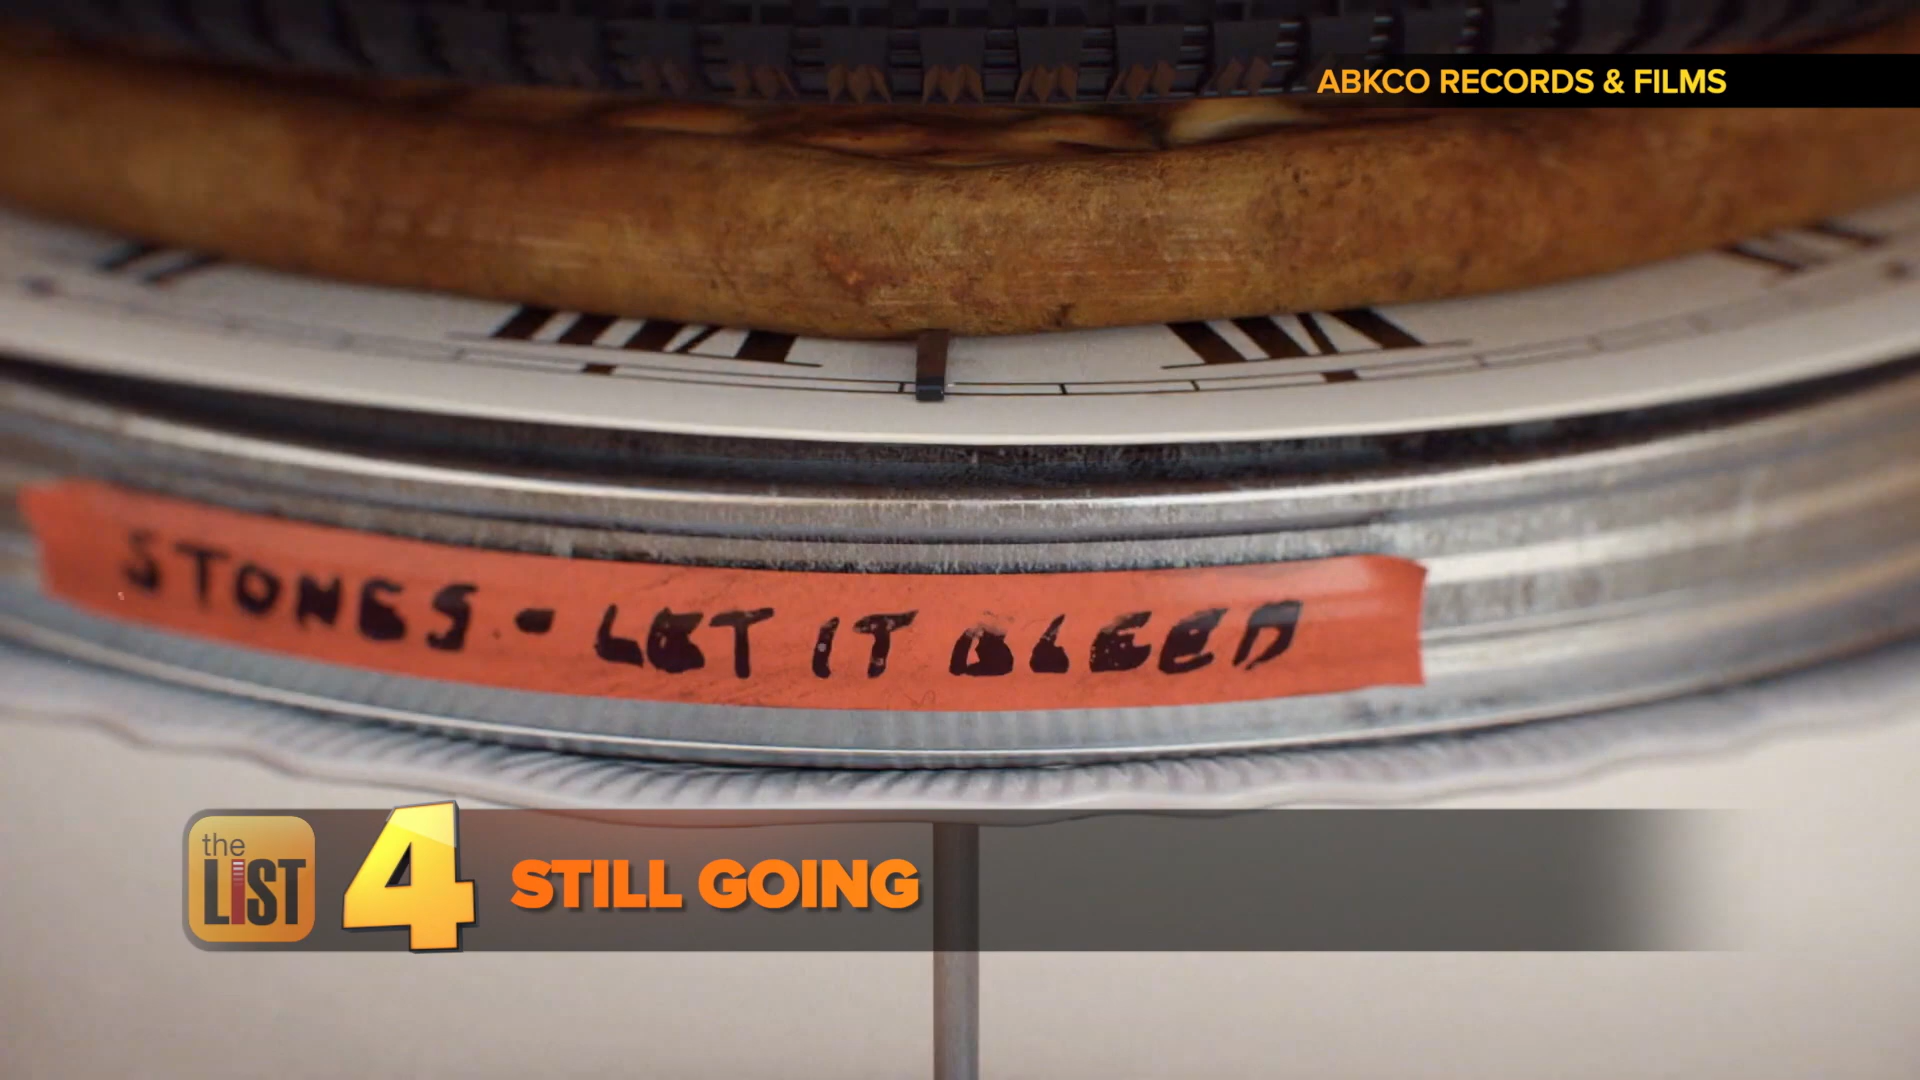 ABKCO RECORDS & FILMS
STONES - LET IT BLEED
the
LIST
4
STILL GOING